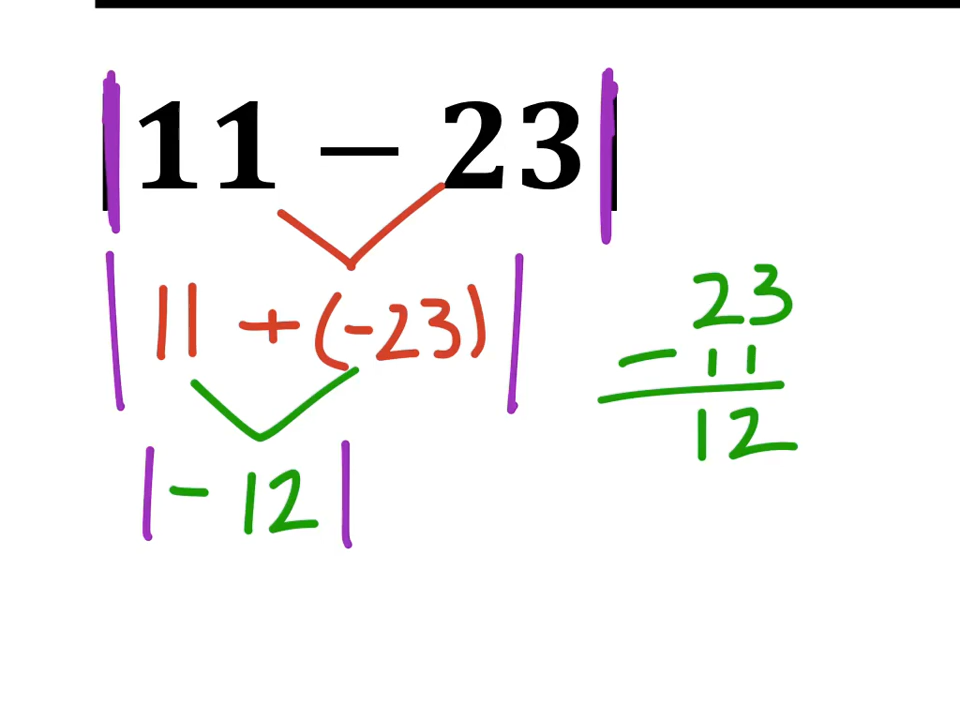 |11 − 23|
|11 + (-23)|
|-12|
23
- 11
12